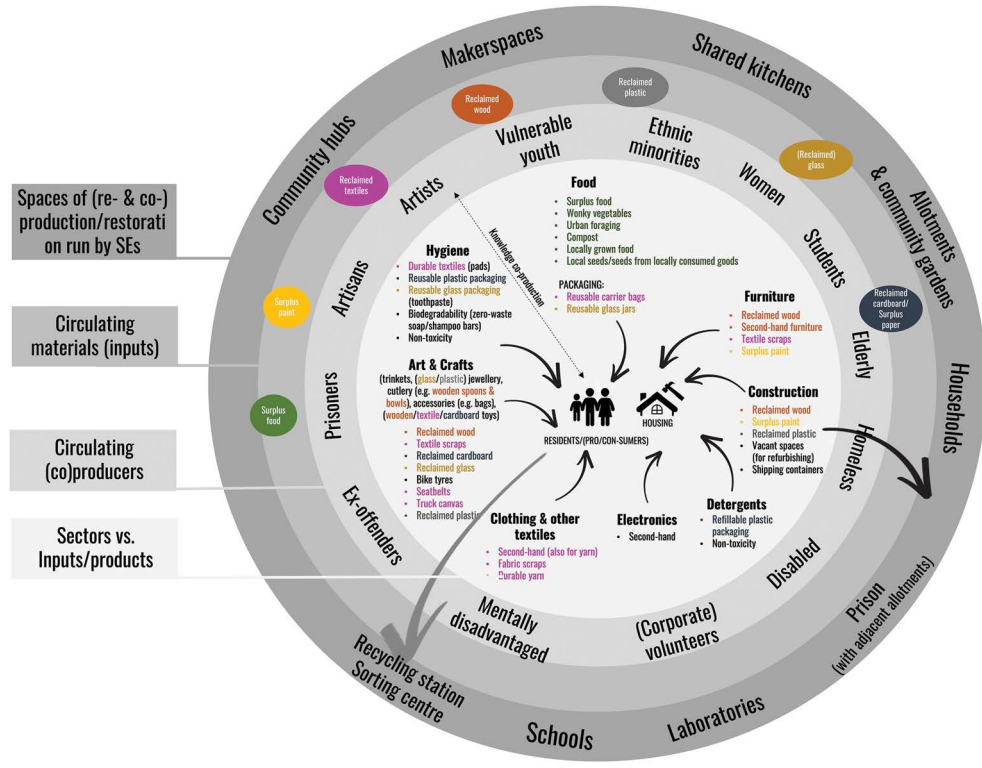 Spaces of (re- & co-)
production/restorati
on run by SEs
Circulating
materials (inputs)
Circulating
(co)producers
Sectors vs.
Inputs/products
Community hubs
Makerspaces
Shared kitchens
Allotments
& community gardens
Households
Prison
(with adjacent allotments)
Laboratories
Schools
Recycling station
Sorting centre
Surplus
food
Surplus
paint
Reclaimed
textiles
Reclaimed
wood
Reclaimed
plastic
(Reclaimed)
glass
Reclaimed
cardboard/
Surplus
paper
Prisoners
Artisans
Artists
Vulnerable
youth
Ethnic
minorities
Women
Students
Elderly
Homeless
Disabled
(Corporate)
volunteers
Mentally
disadvantaged
Ex-offenders
Knowledge co-production
Food
• Surplus food
• Wonky vegetables
• Urban foraging
• Compost
• Locally grown food
• Local seeds/seeds from locally consumed goods
PACKAGING:
• Reusable carrier bags
• Reusable glass jars
Hygiene
• Durable textiles (pads)
• Reusable plastic packaging
• Reusable glass packaging
(toothpaste)
• Biodegradability (zero-waste
soap/shampoo bars)
• Non-toxicity
Art & Crafts
(trinkets, (glass/plastic) jewellery,
cutlery (e.g. wooden spoons &
bowls), accessories (e.g. bags),
(wooden/textile/cardboard toys)
• Reclaimed wood
• Textile scraps
• Reclaimed cardboard
• Reclaimed glass
• Bike tyres
• Seatbelts
• Truck canvas
• Reclaimed plastic
Furniture
• Reclaimed wood
• Second-hand furniture
• Textile scraps
• Surplus paint
Construction
• Reclaimed wood
• Surplus paint
• Reclaimed plastic
• Vacant spaces
(for refurbishing)
• Shipping containers
HOUSING
RESIDENTS/(PRO/CON-SUMERS)
Clothing & other
textiles
• Second-hand (also for yarn)
• Fabric scraps
• Durable yarn
Electronics
• Second-hand
Detergents
• Refillable plastic
packaging
• Non-toxicity